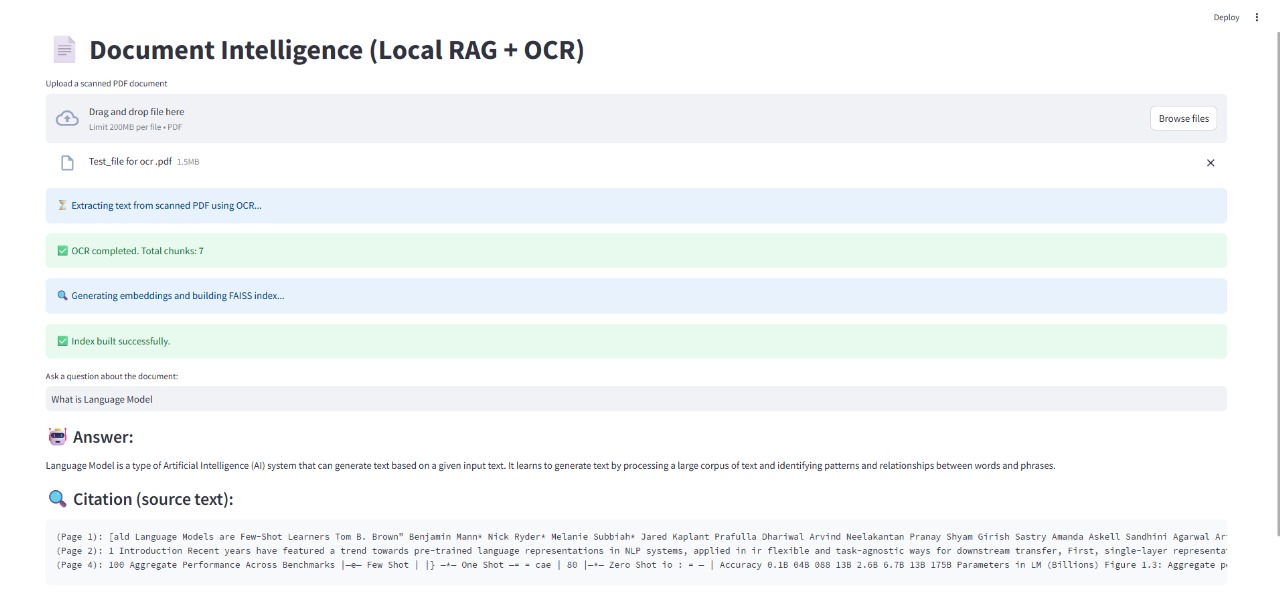 Deploy
Document Intelligence (Local RAG + OCR)
Upload a scanned PDF document
Drag and drop file here
Limit 200MB per file • PDF
Browse files
Test_file for ocr .pdf 1.5MB
Extracting text from scanned PDF using OCR...
OCR completed. Total chunks: 7
Generating embeddings and building FAISS index...
Index built successfully.
Ask a question about the document:
What is Language Model
Answer:
Language Model is a type of Artificial Intelligence (AI) system that can generate text based on a given input text. It learns to generate text by processing a large corpus of text and identifying patterns and relationships between words and phrases.
Citation (source text):
(Page 1): [ald Language Models are Few-Shot Learners Tom B. Brown" Benjamin Mann* Nick Ryder* Melanie Subbiah* Jared Kaplant Prafulla Dhariwal Arvind Neelakantan Pranay Shyam Girish Sastry Amanda Askell Sandhini Agarwal Ar
(Page 2): 1 Introduction Recent years have featured a trend towards pre-trained language representations in NLP systems, applied in ir flexible and task-agnostic ways for downstream transfer, First, single-layer representat
(Page 4): 100 Aggregate Performance Across Benchmarks |—e— Few Shot | |} —*— One Shot —= = cae | 80 |—*— Zero Shot io : = — | Accuracy 0.1B 04B 088 13B 2.6B 6.7B 13B 175B Parameters in LM (Billions) Figure 1.3: Aggregate pe